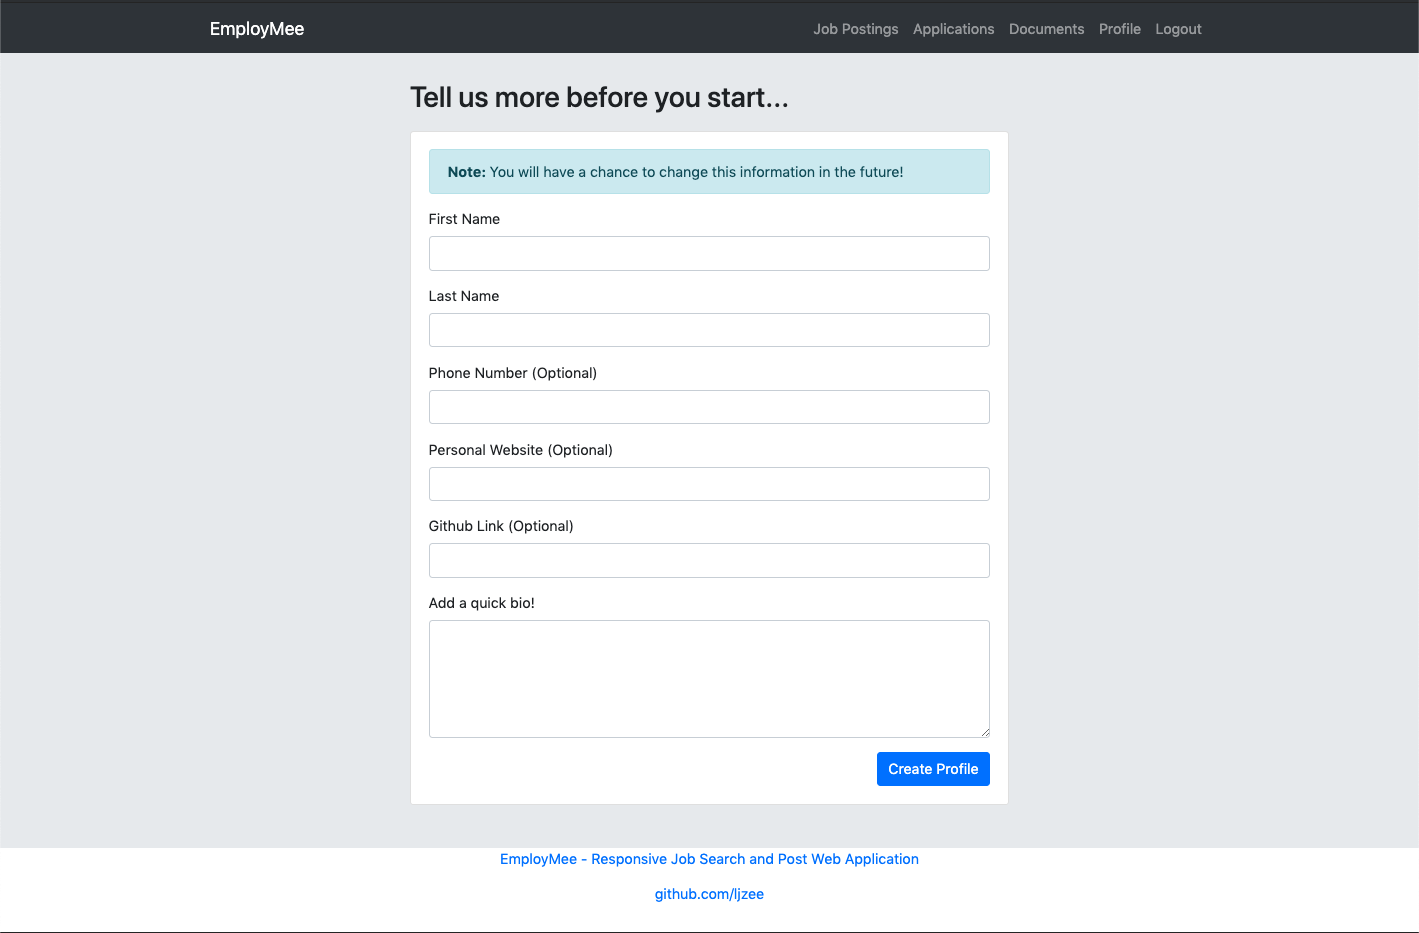 EmployMee
Job Postings Applications Documents Profile Logout
Tell us more before you start...
Note: You will have a chance to change this information in the future!
First Name
Last Name
Phone Number (Optional)
Personal Website (Optional)
Github Link (Optional)
Add a quick bio!
Create Profile
EmployMee - Responsive Job Search and Post Web Application
github.com/ljzee